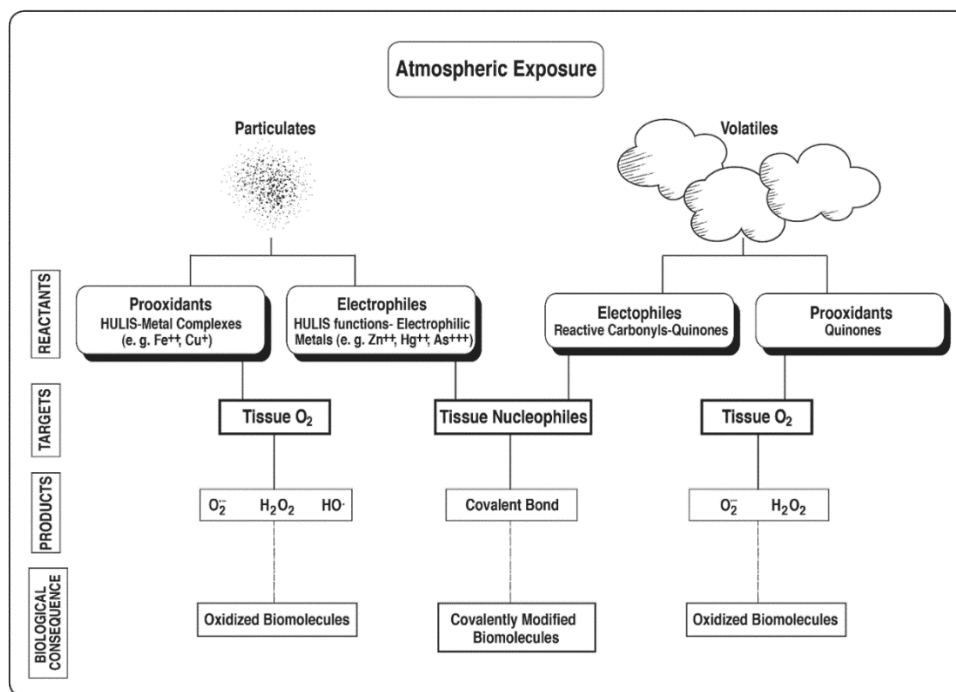 Atmospheric Exposure
Particulates
Volatiles
REACTANTS
Prooxidants
HULIS-Metal Complexes
(e. g. Fe++, Cu+)
Electrophiles
HULIS functions- Electrophilic
Metals (e. g. Zn++, Hg++, As+++)
Electophiles
Reactive Carbonyls-Quinones
Prooxidants
Quinones
TARGETS
Tissue O2
Tissue Nucleophiles
Tissue O2
PRODUCTS
O2·− H2O2 HO·
Covalent Bond
O2·− H2O2
BIOLOGICAL
CONSEQUENCE
Oxidized Biomolecules
Covalently Modified
Biomolecules
Oxidized Biomolecules